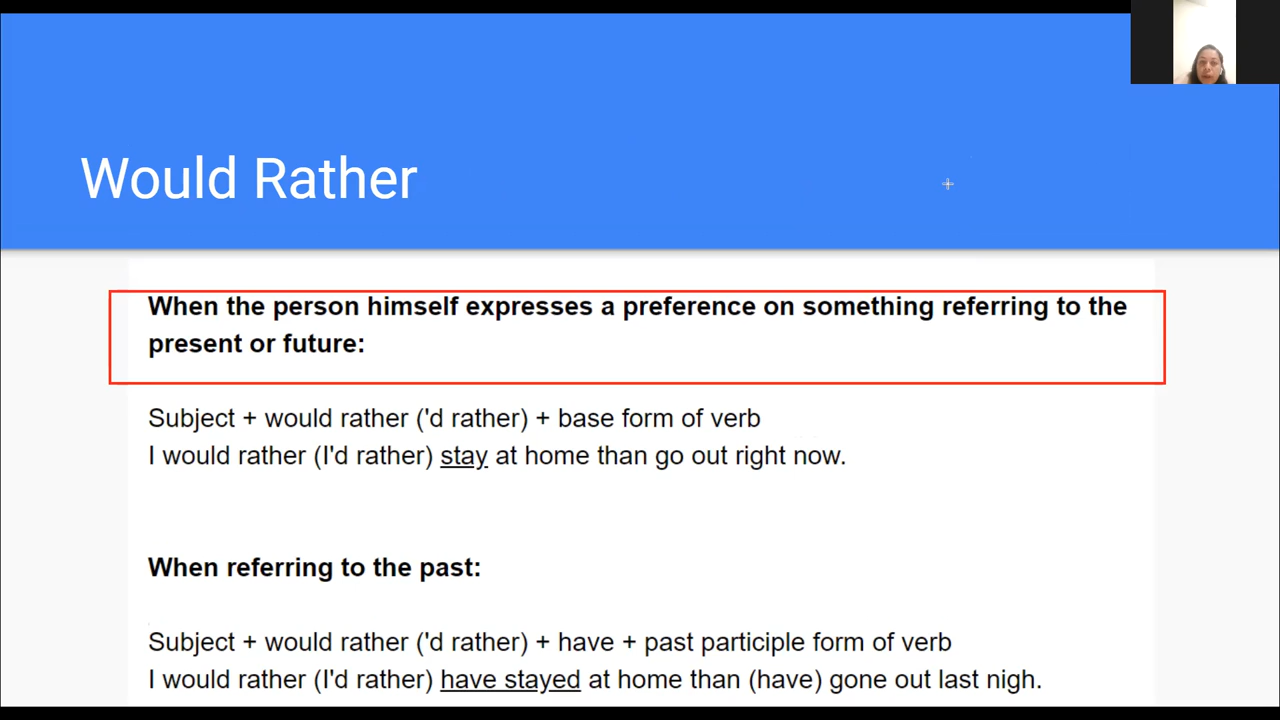 Would Rather
When the person himself expresses a preference on something referring to the
present or future:
Subject + would rather ('d rather) + base form of verb
I would rather (I'd rather) stay at home than go out right now.
When referring to the past:
Subject + would rather ('d rather) + have + past participle form of verb
I would rather (I'd rather) have stayed at home than (have) gone out last nigh.